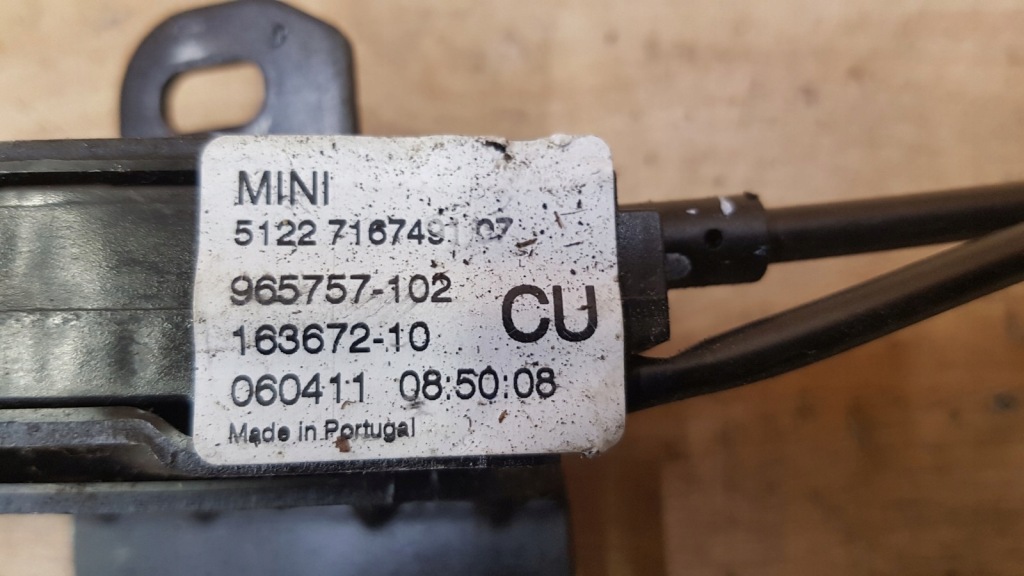 MINI
5122 7167491 07
965757-102
163672-10
CU
060411 08:50:08
Made in Portugal